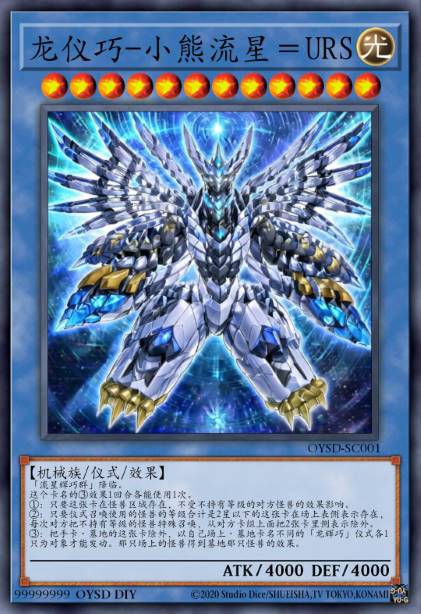 龙仪巧-小熊流星＝URS
光
OYSD-SC001
【机械族/仪式/效果】
「流星辉巧群」降临。
这个卡名的③效果1回合各能使用1次。
①：只要这张卡在怪兽区域存在，不受不持有等级的对方怪兽的效果影响。
②：只要仪式召唤使用的怪兽的等级合计是2星以下的这张卡在场上表侧表示存在，
每次对方把不持有等级的怪兽特殊召唤，从对方卡组上面把2张卡里侧表示除外。
③：把手卡·墓地的这张卡除外，以自己场上·墓地卡名不同的「龙辉巧」仪式各1
只为对象才能发动。那只场上的怪兽得到墓地那只怪兽的效果。
ATK/4000 DEF/4000
99999999 OYSD DIY
©2020 Studio Dice/SHUEISHA,TV TOKYO,KONAMI